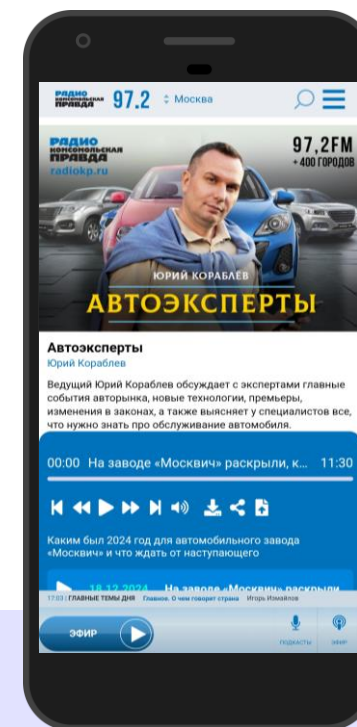 РАДИО
КОМСОМОЛЬСКАЯ
ПРАВДА
97.2
Москва
РАДИО
КОМСОМОЛЬСКАЯ
ПРАВДА
radiokp.ru
97,2FM
+ 400 ГОРОДОВ
ЮРИЙ КОРАБЛЁВ
АВТОЭКСПЕРТЫ
Автоэксперты
Юрий Кораблев
Ведущий Юрий Кораблев обсуждает с экспертами главные
события авторынка, новые технологии, премьеры,
изменения в законах, а также выясняет у специалистов все,
что нужно знать про обслуживание автомобиля.
00:00 На заводе «Москвич» раскрыли, к... 11:30
Каким был 2024 год для автомобильного завода
«Москвич» и что ждать от наступающего
18.12.2024 На заводе «Москвич» раскрыли
17:03 | ГЛАВНЫЕ ТЕМЫ ДНЯ Главное. О чем говорит страна Игорь Измайлов
ЭФИР
ПОДКАСТЫ
ЭФИР